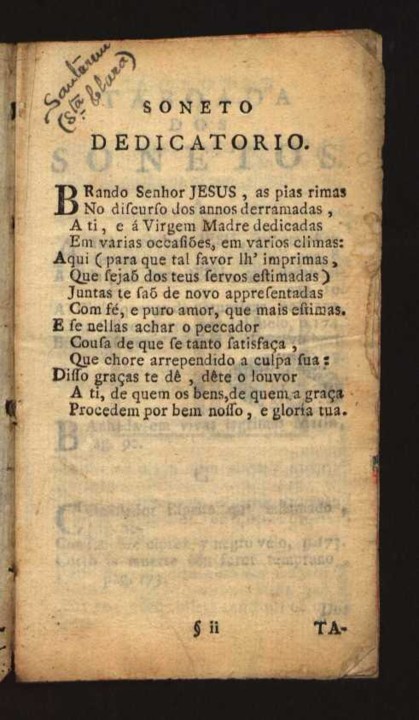 Santarem
(Sta. Clara)
SONETO
DEDICATORIO.
BRando Senhor JESUS, as pias rimas
No discurso dos annos derramadas,
A ti, e á Virgem Madre dedicadas
Em varias occasiões, em varios climas:
Aqui (para que tal favor lh' imprimas,
Que sejaõ dos teus servos estimadas)
Juntas te saõ de novo appresentadas
Com fé, e puro amor, que mais estimas.
E se nellas achar o peccador
Cousa de que se tanto satisfaça,
Que chore arrependido a culpa sua:
Disso graças te dê, dête o louvor
A ti, de quem os bens, de quem a graça
Procedem por bem nosso, e gloria tua.
§ ii TA-